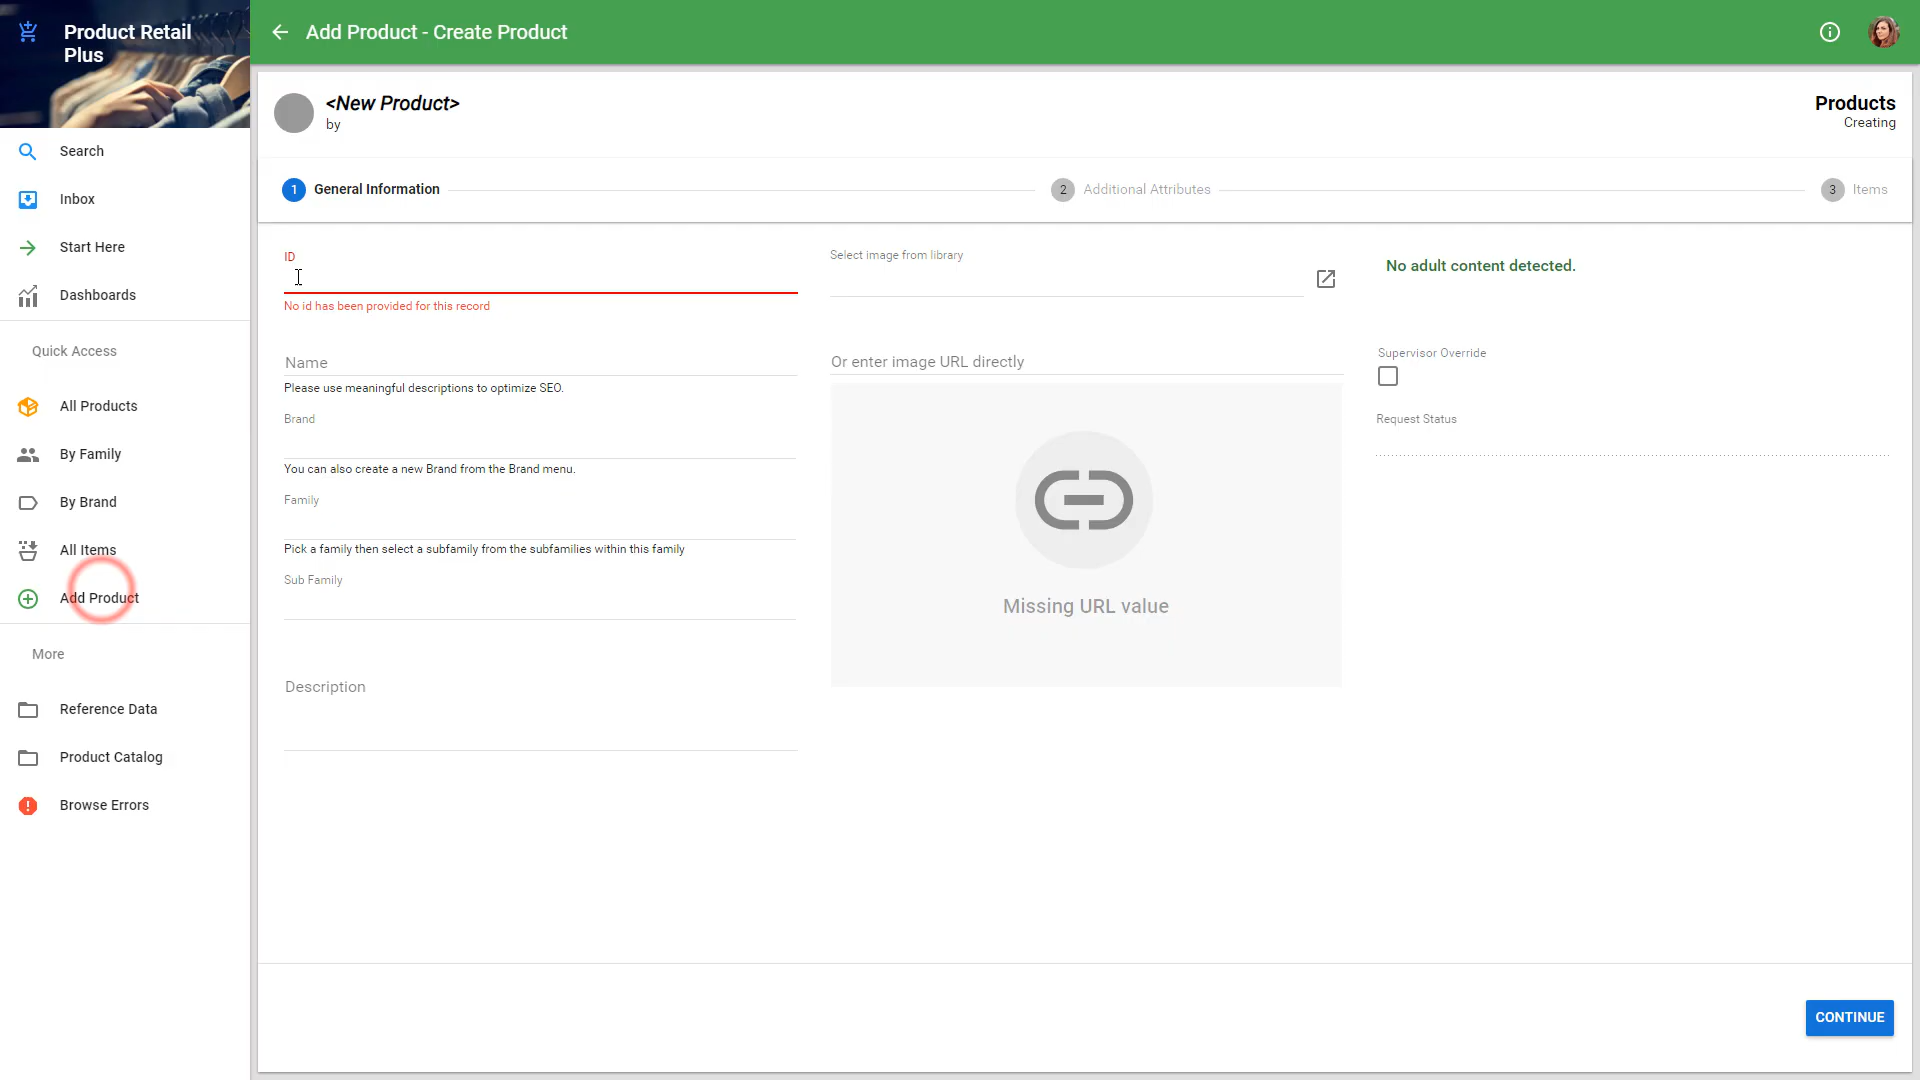 Product Retail
Plus
Search
Inbox
Start Here
Dashboards
Quick Access
All Products
By Family
By Brand
All Items
Add Product
More
Reference Data
Product Catalog
Browse Errors
Add Product - Create Product
<New Product>
by
Products
Creating
1 General Information
2 Additional Attributes
3 Items
ID
No id has been provided for this record
Name
Please use meaningful descriptions to optimize SEO.
Brand
You can also create a new Brand from the Brand menu.
Family
Pick a family then select a subfamily from the subfamilies within this family
Sub Family
Description
Select image from library
Or enter image URL directly
Missing URL value
No adult content detected.
Supervisor Override
Request Status
CONTINUE